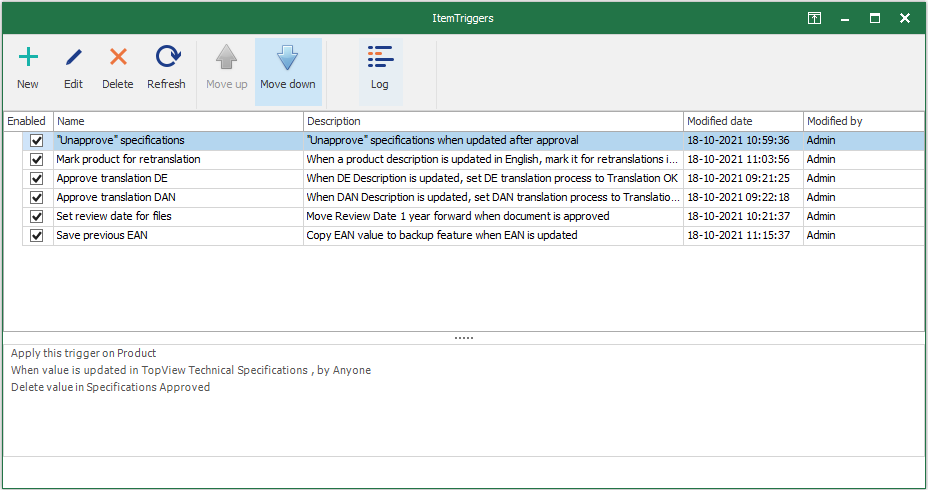 ItemTriggers
New Edit Delete Refresh Move up Move down Log
Enabled Name Description Modified date Modified by
"Unapprove" specifications "Unapprove" specifications when updated after approval 18-10-2021 10:59:36 Admin
Mark product for retranslation When a product description is updated in English, mark it for retranslations i... 18-10-2021 11:03:56 Admin
Approve translation DE When DE Description is updated, set DE translation process to Translation OK 18-10-2021 09:21:25 Admin
Approve translation DAN When DAN Description is updated, set DAN translation process to Translatio... 18-10-2021 09:22:18 Admin
Set review date for files Move Review Date 1 year forward when document is approved 18-10-2021 10:21:37 Admin
Save previous EAN Copy EAN value to backup feature when EAN is updated 18-10-2021 11:15:37 Admin
Apply this trigger on Product
When value is updated in TopView Technical Specifications , by Anyone
Delete value in Specifications Approved